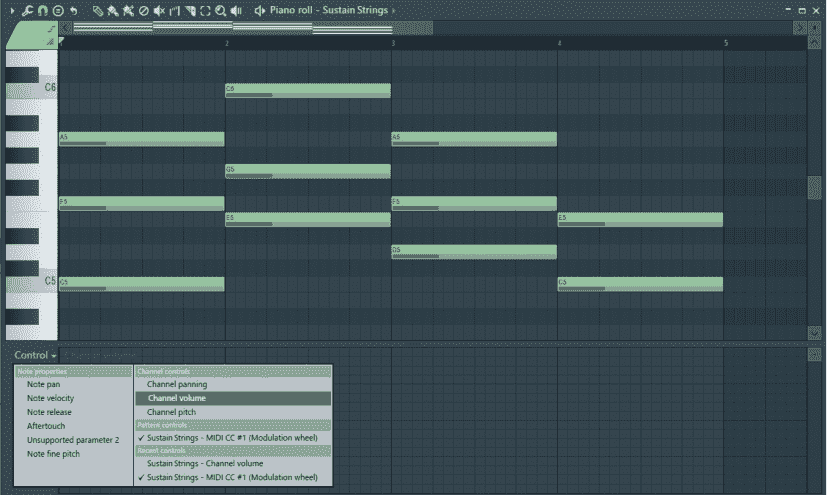 Piano roll - Sustain Strings
2 3 4 5
C6 C6
A5 A5
G5
F5 F5
E5 E5
D5
C5 C5 C5
Control
Note properties
Note pan
Note velocity
Note release
Aftertouch
Unsupported parameter 2
Note fine pitch
Channel controls
Channel panning
Channel volume
Channel pitch
Pattern controls
✓ Sustain Strings - MIDI CC #1 (Modulation wheel)
Recent controls
Sustain Strings - Channel volume
✓ Sustain Strings - MIDI CC #1 (Modulation wheel)